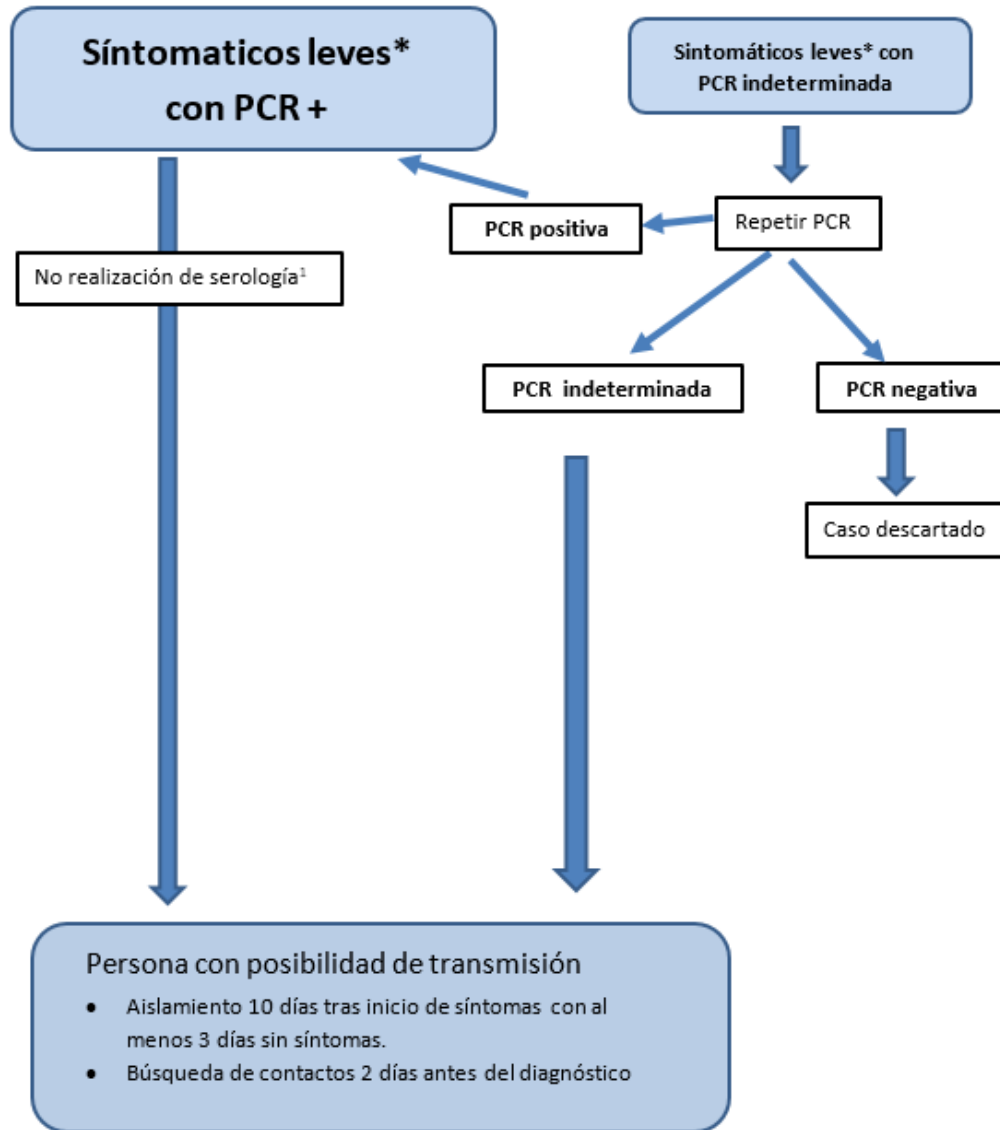 Síntomaticos leves*
con PCR +
Sintomáticos leves* con
PCR indeterminada
PCR positiva
Repetir PCR
No realización de serología¹
PCR indeterminada
PCR negativa
Caso descartado
Persona con posibilidad de transmisión
• Aislamiento 10 días tras inicio de síntomas con al
menos 3 días sin síntomas.
• Búsqueda de contactos 2 días antes del diagnóstico